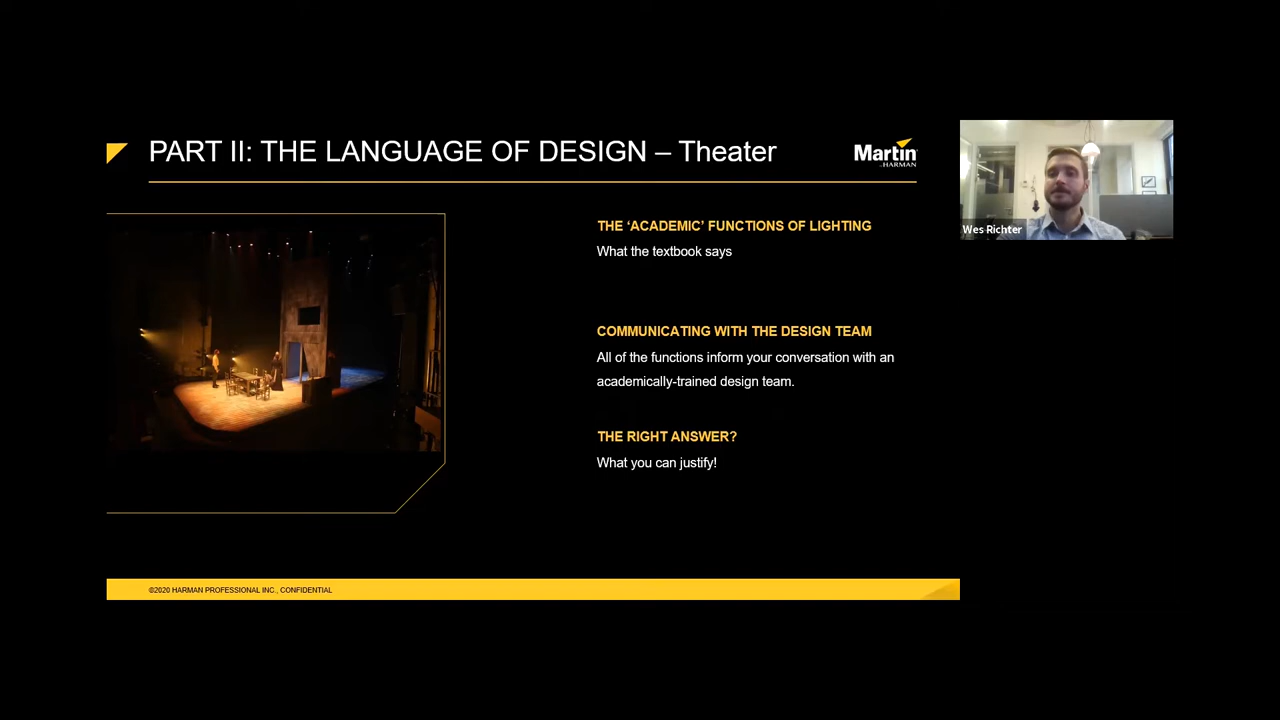 PART II: THE LANGUAGE OF DESIGN – Theater
Martin
by HARMAN
THE ‘ACADEMIC’ FUNCTIONS OF LIGHTING
What the textbook says
COMMUNICATING WITH THE DESIGN TEAM
All of the functions inform your conversation with an
academically-trained design team.
THE RIGHT ANSWER?
What you can justify!
©2020 HARMAN PROFESSIONAL INC., CONFIDENTIAL
Wes Richter